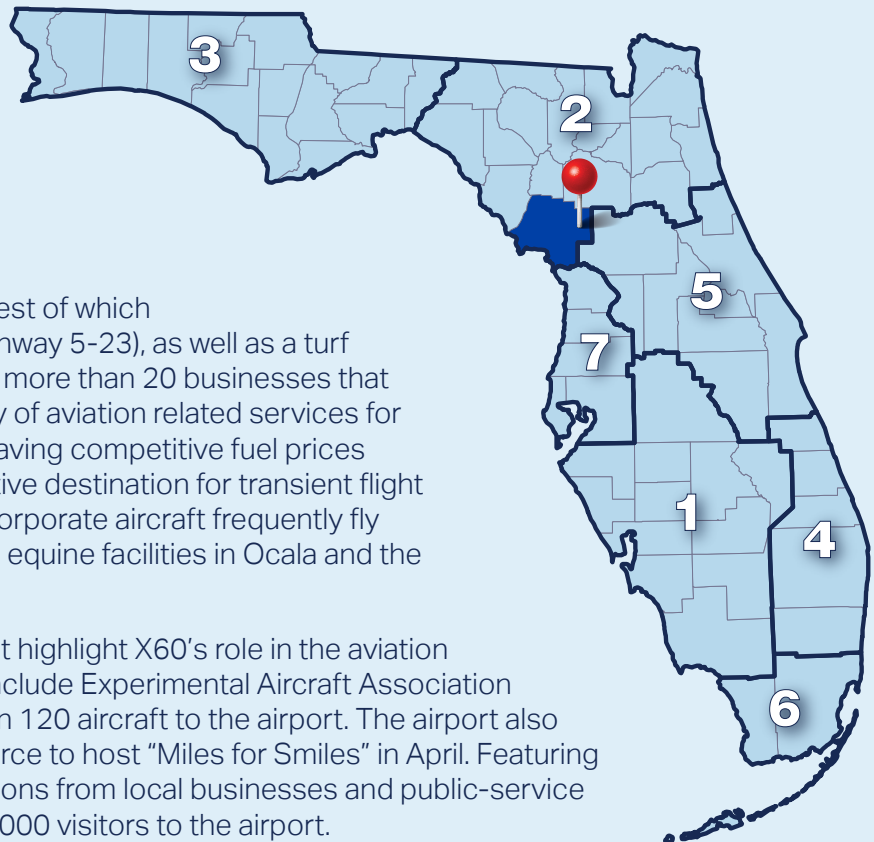 3
2
5
7
1
4
6
est of which
nway 5-23), as well as a turf
more than 20 businesses that
y of aviation related services for
aving competitive fuel prices
tive destination for transient flight
orporate aircraft frequently fly
equine facilities in Ocala and the
t highlight X60's role in the aviation
nclude Experimental Aircraft Association
n 120 aircraft to the airport. The airport also
rce to host “Miles for Smiles” in April. Featuring
ions from local businesses and public-service
000 visitors to the airport.